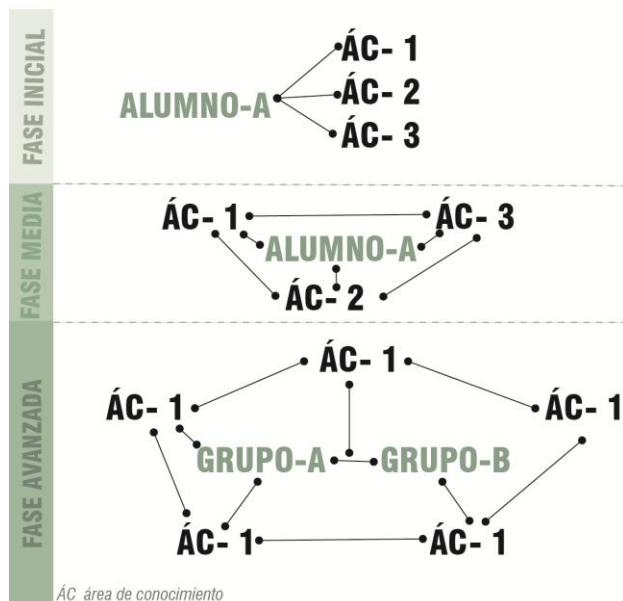 FASE INICIAL
ALUMNO-A
ÁC- 1
ÁC- 2
ÁC- 3
FASE MEDIA
ÁC- 1
ÁC- 3
ALUMNO-A
ÁC- 2
FASE AVANZADA
ÁC- 1
ÁC- 1
ÁC- 1
GRUPO-A
GRUPO-B
ÁC- 1
ÁC- 1
ÁC área de conocimiento